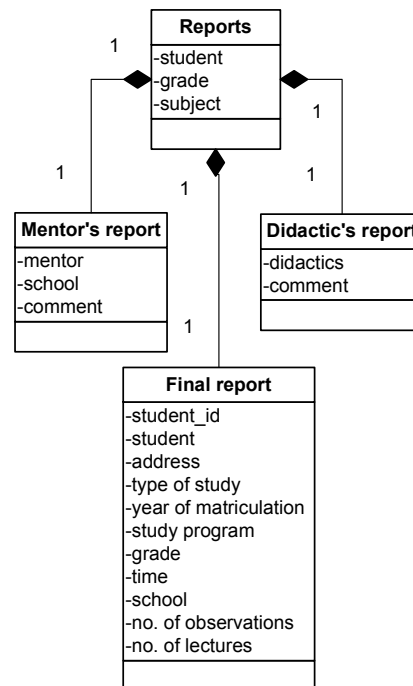 Reports
-student
-grade
-subject
1
1
1
1
1
1
Mentor's report
-mentor
-school
-comment
Didactic's report
-didactics
-comment
Final report
-student_id
-student
-address
-type of study
-year of matriculation
-study program
-grade
-time
-school
-no. of observations
-no. of lectures